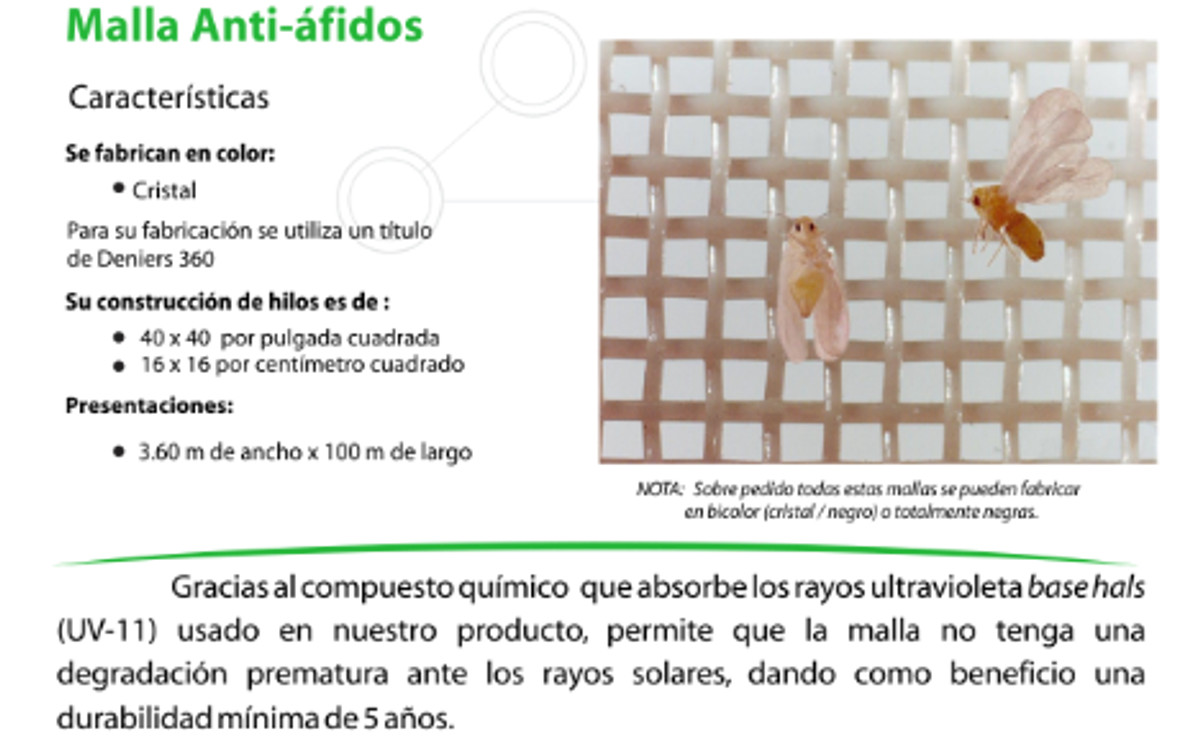 Malla Anti-áfidos
Características
Se fabrican en color:
• Cristal
Para su fabricación se utiliza un título
de Deniers 360
Su construcción de hilos es de :
• 40 x 40 por pulgada cuadrada
• 16 x 16 por centímetro cuadrado
Presentaciones:
• 3.60 m de ancho x 100 m de largo
NOTA: Sobre pedido todas estas mallas se pueden fabricar
en bicolor (cristal / negro) o totalmente negras.
Gracias al compuesto químico que absorbe los rayos ultravioleta base hals
(UV-11) usado en nuestro producto, permite que la malla no tenga una
degradación prematura ante los rayos solares, dando como beneficio una
durabilidad mínima de 5 años.